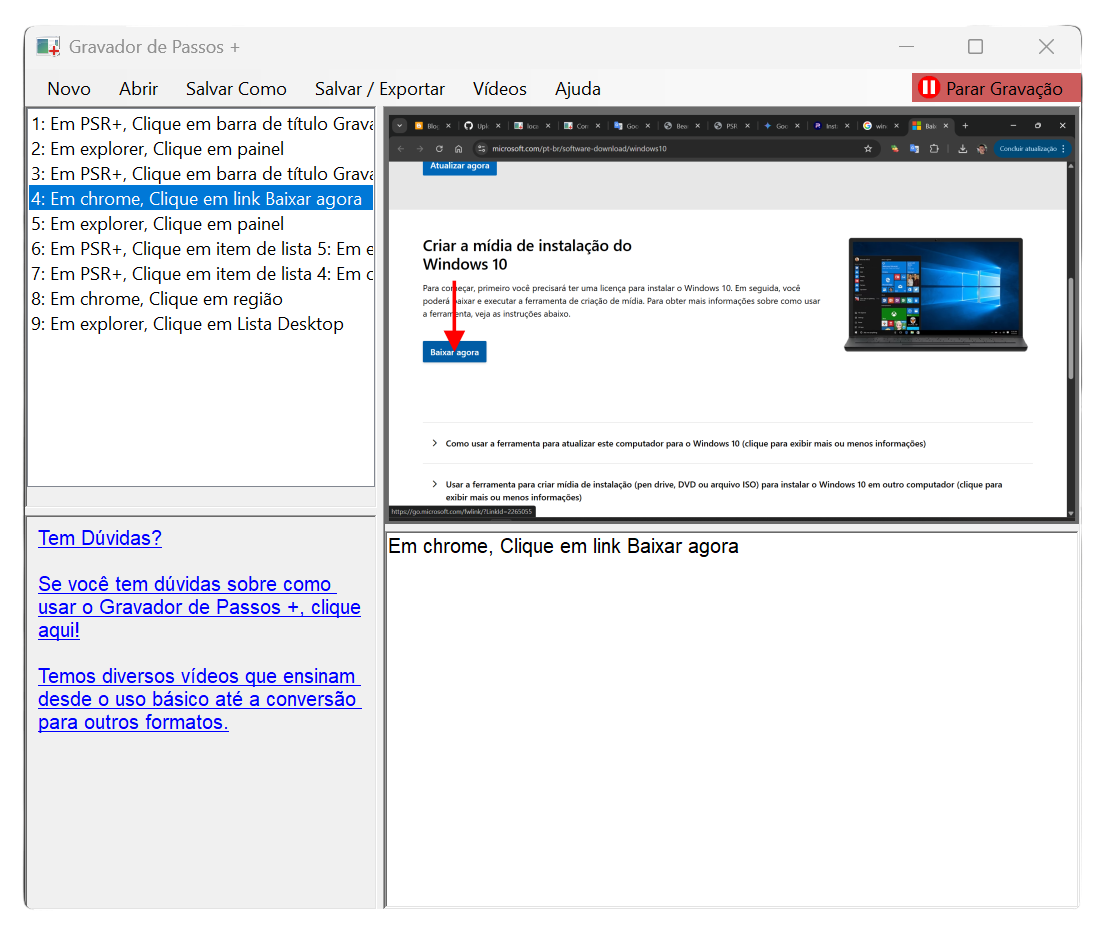 Gravador de Passos +
Novo Abrir Salvar Como Salvar / Exportar Vídeos Ajuda Parar Gravação
1: Em PSR+, Clique em barra de título Grava
2: Em explorer, Clique em painel
3: Em PSR+, Clique em barra de título Grava
4: Em chrome, Clique em link Baixar agora
5: Em explorer, Clique em painel
6: Em PSR+, Clique em item de lista 5: Em e
7: Em PSR+, Clique em item de lista 4: Em c
8: Em chrome, Clique em região
9: Em explorer, Clique em Lista Desktop
Tem Dúvidas?
Se você tem dúvidas sobre como
usar o Gravador de Passos +, clique
aqui!
Temos diversos vídeos que ensinam
desde o uso básico até a conversão
para outros formatos.
Blog Upl loca Con Goo Bea PSR Goo Inst win Baix
microsoft.com/pt-br/software-download/windows10 Concluir atualização
Atualizar agora
Criar a mídia de instalação do
Windows 10
Para começar, primeiro você precisará ter uma licença para instalar o Windows 10. Em seguida, você
poderá baixar e executar a ferramenta de criação de mídia. Para obter mais informações sobre como usar
a ferramenta, veja as instruções abaixo.
Baixar agora
Como usar a ferramenta para atualizar este computador para o Windows 10 (clique para exibir mais ou menos informações)
Usar a ferramenta para criar mídia de instalação (pen drive, DVD ou arquivo ISO) para instalar o Windows 10 em outro computador (clique para
exibir mais ou menos informações)
https://go.microsoft.com/fwlink/?LinkId=2265055
Em chrome, Clique em link Baixar agora